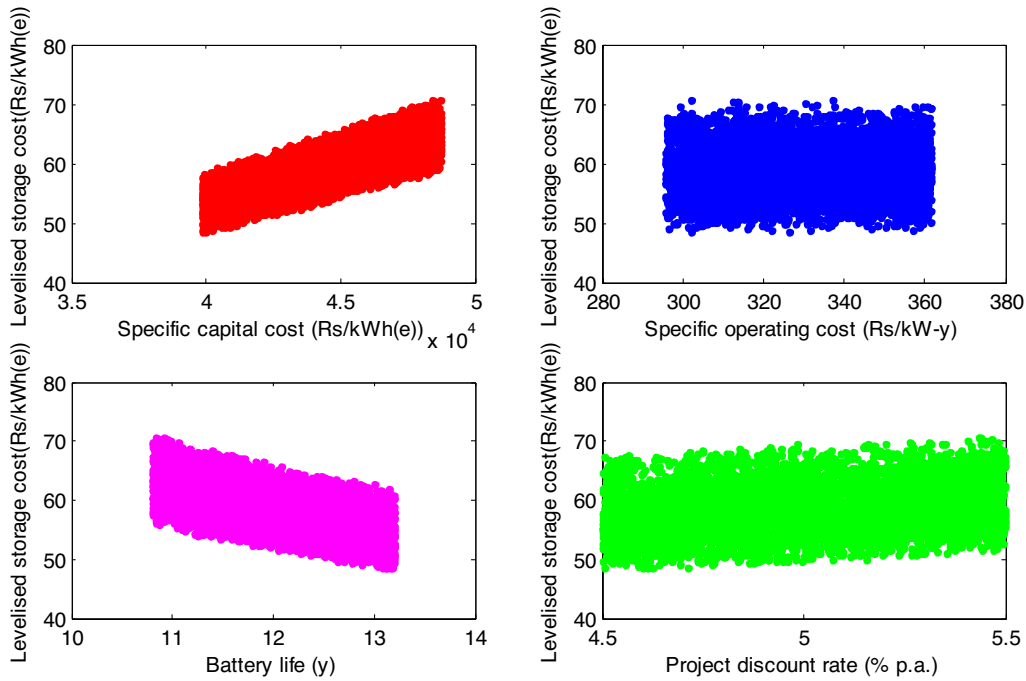 Levelised storage cost(Rs/kWh(e))
80
70
60
50
40
3.5 4 4.5 5
Specific capital cost (Rs/kWh(e))
x 10^4
Levelised storage cost(Rs/kWh(e))
80
70
60
50
40
280 300 320 340 360 380
Specific operating cost (Rs/kW-y)
Levelised storage cost(Rs/kWh(e))
80
70
60
50
40
10 11 12 13 14
Battery life (y)
Levelised storage cost(Rs/kWh(e))
80
70
60
50
40
4.5 5 5.5
Project discount rate (% p.a.)